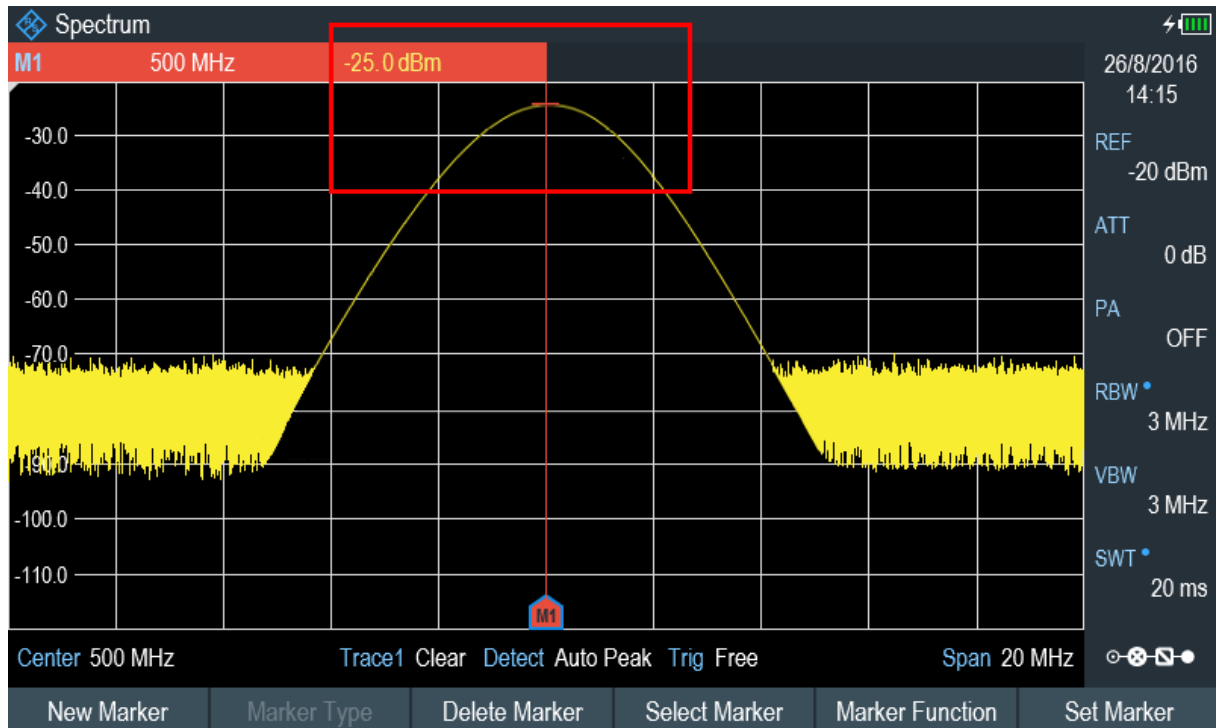 Spectrum
M1 500 MHz -25.0 dBm
26/8/2016
14:15
-30.0
REF
-20 dBm
-40.0
ATT
-50.0
0 dB
-60.0
PA
OFF
-70.0
RBW
3 MHz
-90.0
VBW
3 MHz
-100.0
SWT
-110.0
20 ms
M1
Center 500 MHz Trace1 Clear Detect Auto Peak Trig Free Span 20 MHz
New Marker Marker Type Delete Marker Select Marker Marker Function Set Marker